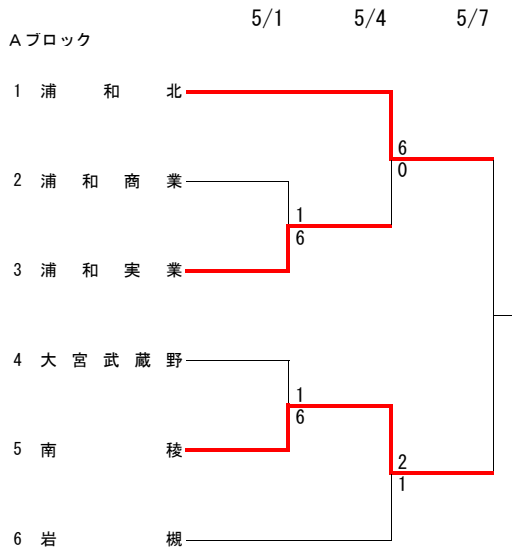 5/1 5/4 5/7
Aブロック
1 浦和北
6
0
2 浦和商業
1
6
3 浦和実業
4 大宮武蔵野
1
6
5 南稜
2
1
6 岩槻